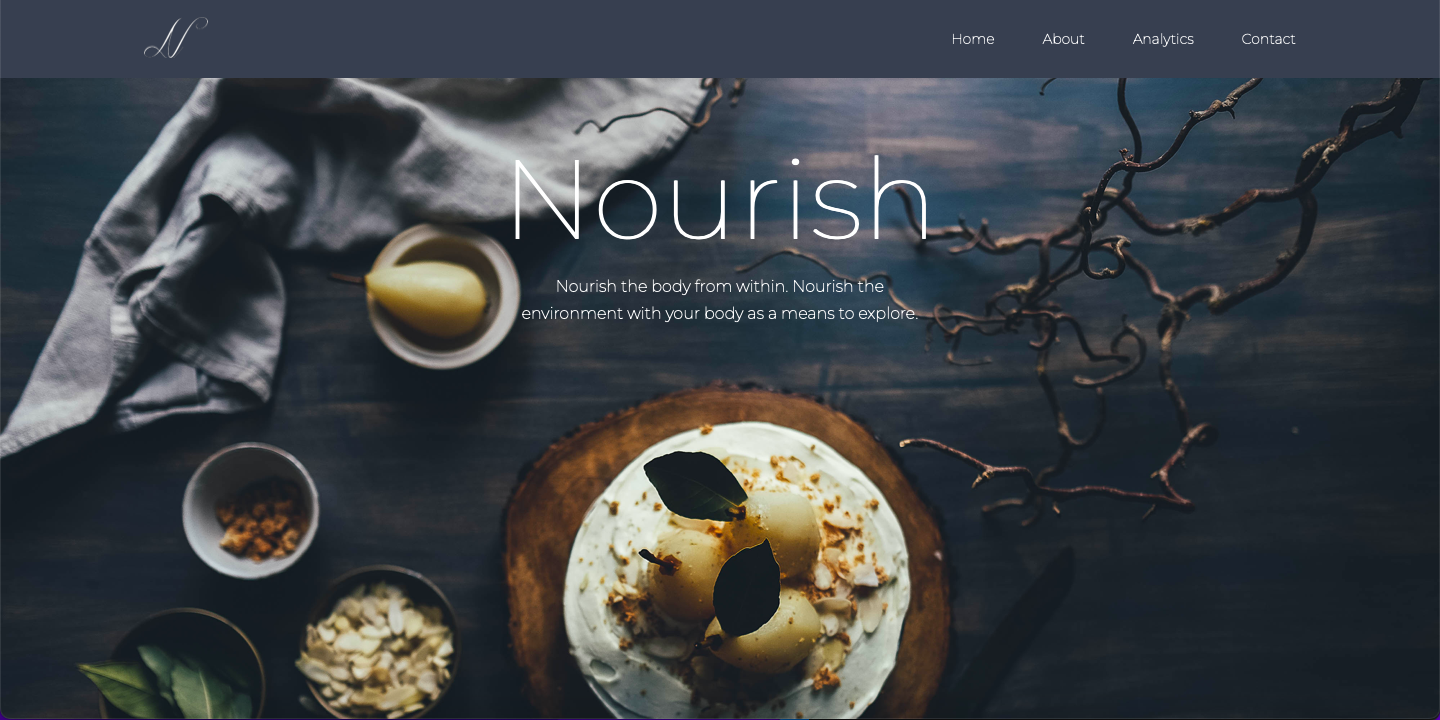 N
Home About Analytics Contact
Nourish
Nourish the body from within. Nourish the
environment with your body as a means to explore.